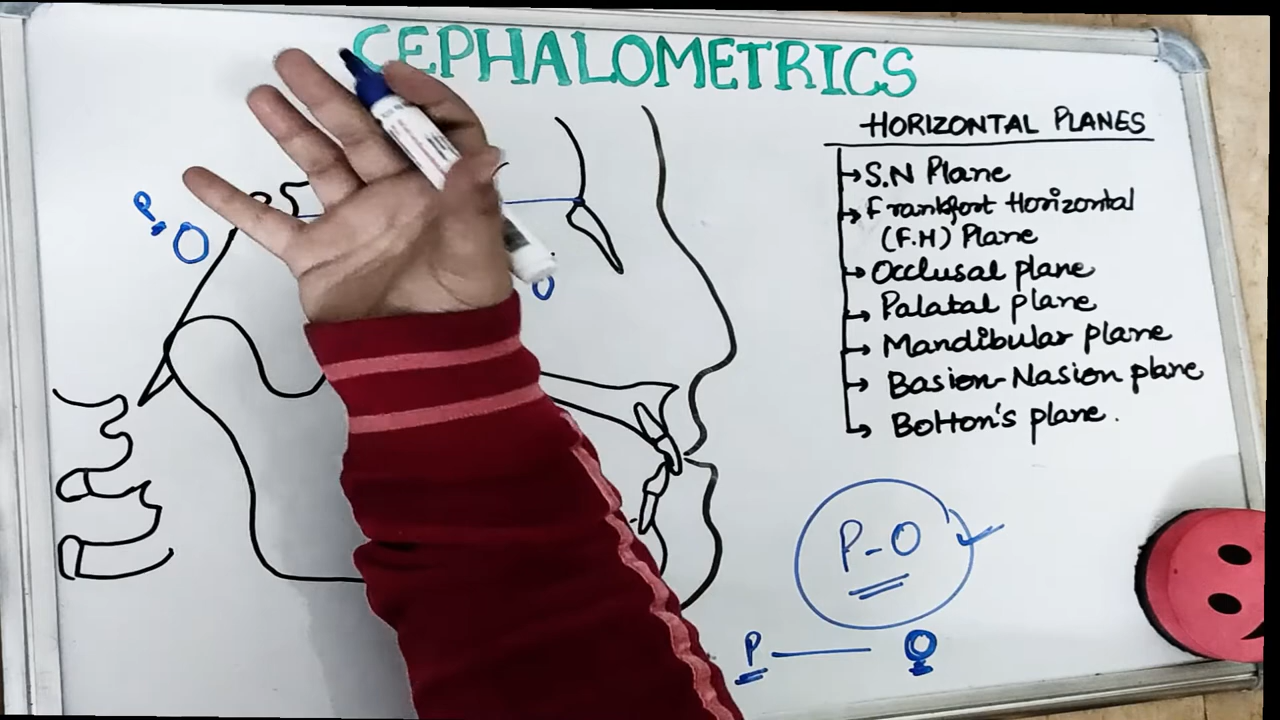 CEPHALOMETRICS
HORIZONTAL PLANES
S.N Plane
Frankfort Horizontal
(F.H) Plane
Occlusal plane
Palatal plane
Mandibular plane
Basion-Nasion plane
Bolton's plane.
P
O
P-O
P O